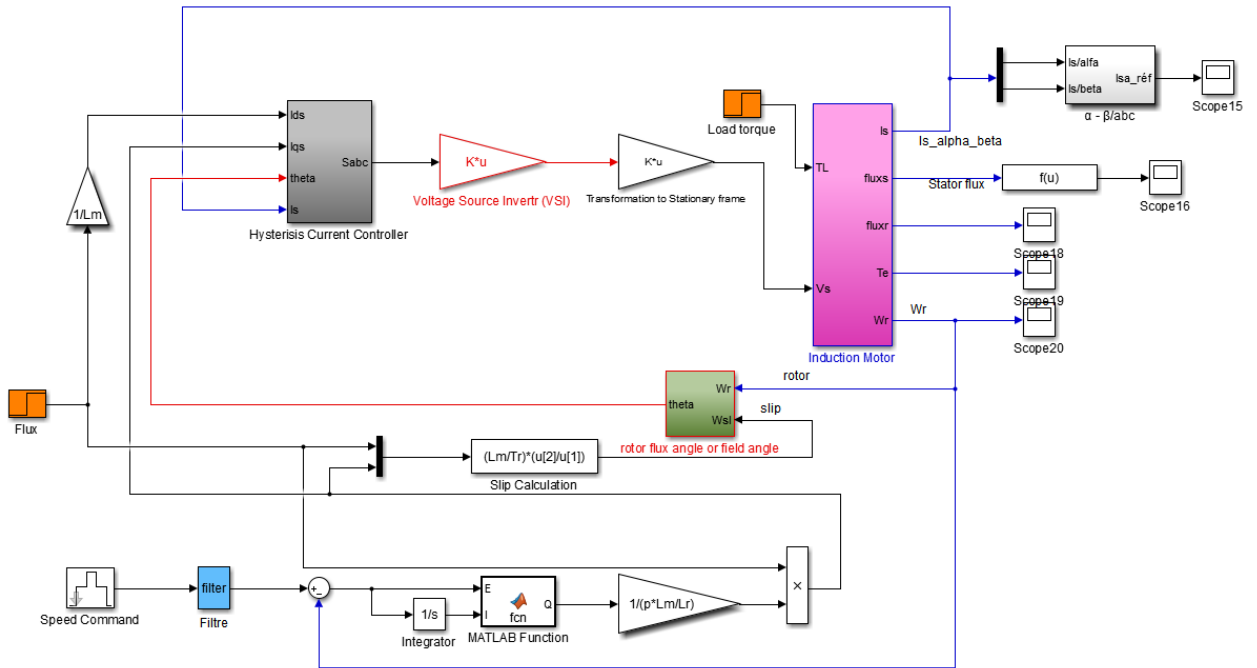 Is/alfa
Is/beta
Isa_réf
α - β/abc
Scope15
Load torque
Ids
Iqs
theta
Is
Sabc
Hysterisis Current Controller
1/Lm
K*u
Voltage Source Invertr (VSI)
K*u
Transformation to Stationary frame
TL
Vs
Is
fluxs
fluxr
Te
Wr
Induction Motor
Is_alpha_beta
Stator flux
f(u)
Scope16
Scope18
Scope19
Wr
Scope20
rotor
slip
theta
Wr
Wsl
rotor flux angle or field angle
Flux
(Lm/Tr)*(u[2]/u[1])
Slip Calculation
Speed Command
filter
Filtre
+
-
1/s
Integrator
E
I
fcn
Q
MATLAB Function
1/(p*Lm/Lr)
×